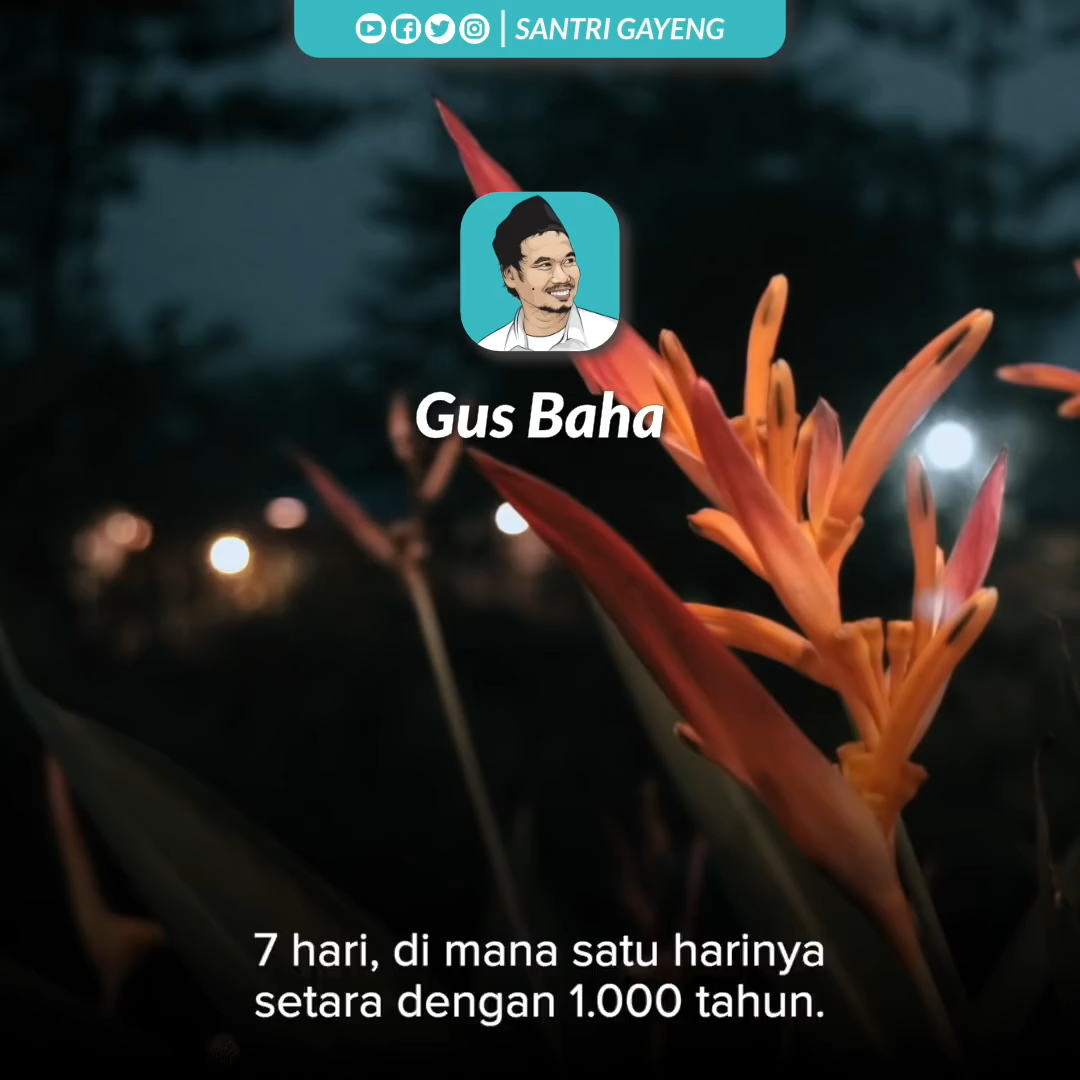 SANTRI GAYENG
Gus Baha
7 hari, di mana satu harinya
setara dengan 1.000 tahun.